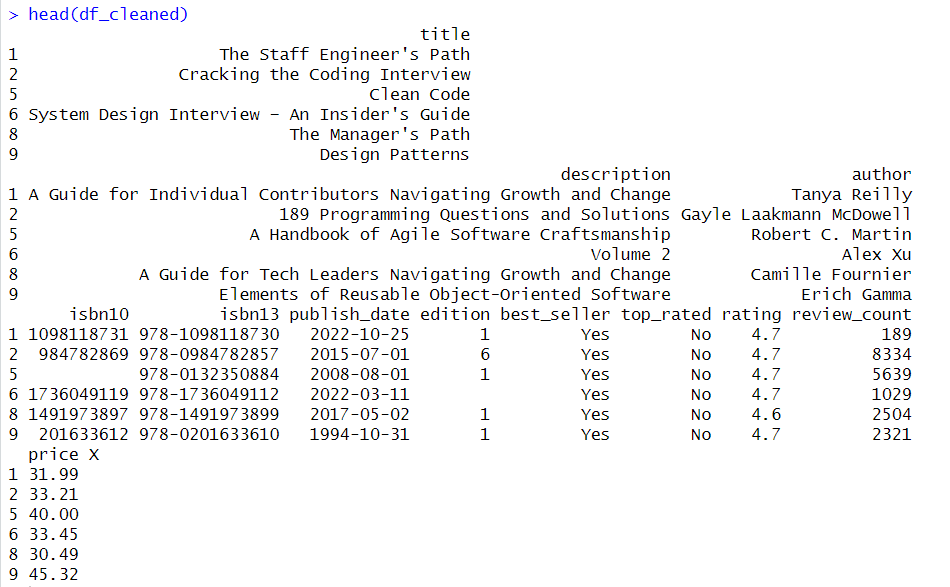 > head(df_cleaned)
title
1 The Staff Engineer's Path
2 Cracking the Coding Interview
5 Clean Code
6 System Design Interview – An Insider's Guide
8 The Manager's Path
9 Design Patterns
description author
1 A Guide for Individual Contributors Navigating Growth and Change Tanya Reilly
2 189 Programming Questions and Solutions Gayle Laakmann McDowell
5 A Handbook of Agile Software Craftsmanship Robert C. Martin
6 Volume 2 Alex Xu
8 A Guide for Tech Leaders Navigating Growth and Change Camille Fournier
9 Elements of Reusable Object-Oriented Software Erich Gamma
isbn10 isbn13 publish_date edition best_seller top_rated rating review_count
1 1098118731 978-1098118730 2022-10-25 1 Yes No 4.7 189
2 984782869 978-0984782857 2015-07-01 6 Yes No 4.7 8334
5 978-0132350884 2008-08-01 1 Yes No 4.7 5639
6 1736049119 978-1736049112 2022-03-11 Yes No 4.7 1029
8 1491973897 978-1491973899 2017-05-02 1 Yes No 4.6 2504
9 201633612 978-0201633610 1994-10-31 1 Yes No 4.7 2321
price X
1 31.99
2 33.21
5 40.00
6 33.45
8 30.49
9 45.32